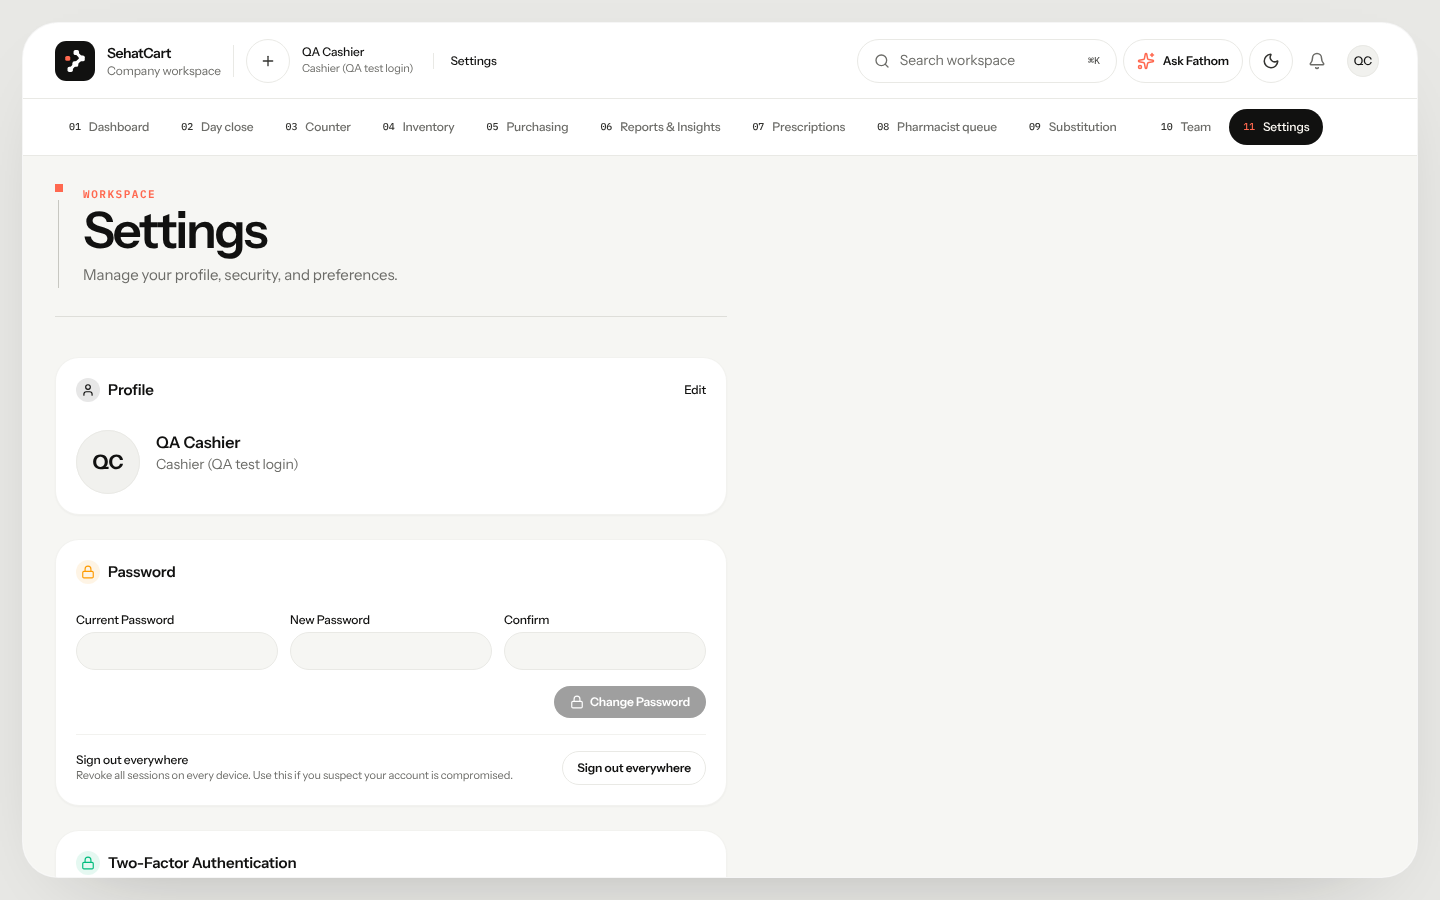 SehatCart
Company workspace
QA Cashier
Cashier (QA test login)
Settings
Search workspace
⌘K
Ask Fathom
QC
01 Dashboard
02 Day close
03 Counter
04 Inventory
05 Purchasing
06 Reports & Insights
07 Prescriptions
08 Pharmacist queue
09 Substitution
10 Team
11 Settings
WORKSPACE
Settings
Manage your profile, security, and preferences.
Profile
Edit
QC
QA Cashier
Cashier (QA test login)
Password
Current Password
New Password
Confirm
Change Password
Sign out everywhere
Revoke all sessions on every device. Use this if you suspect your account is compromised.
Sign out everywhere
Two-Factor Authentication